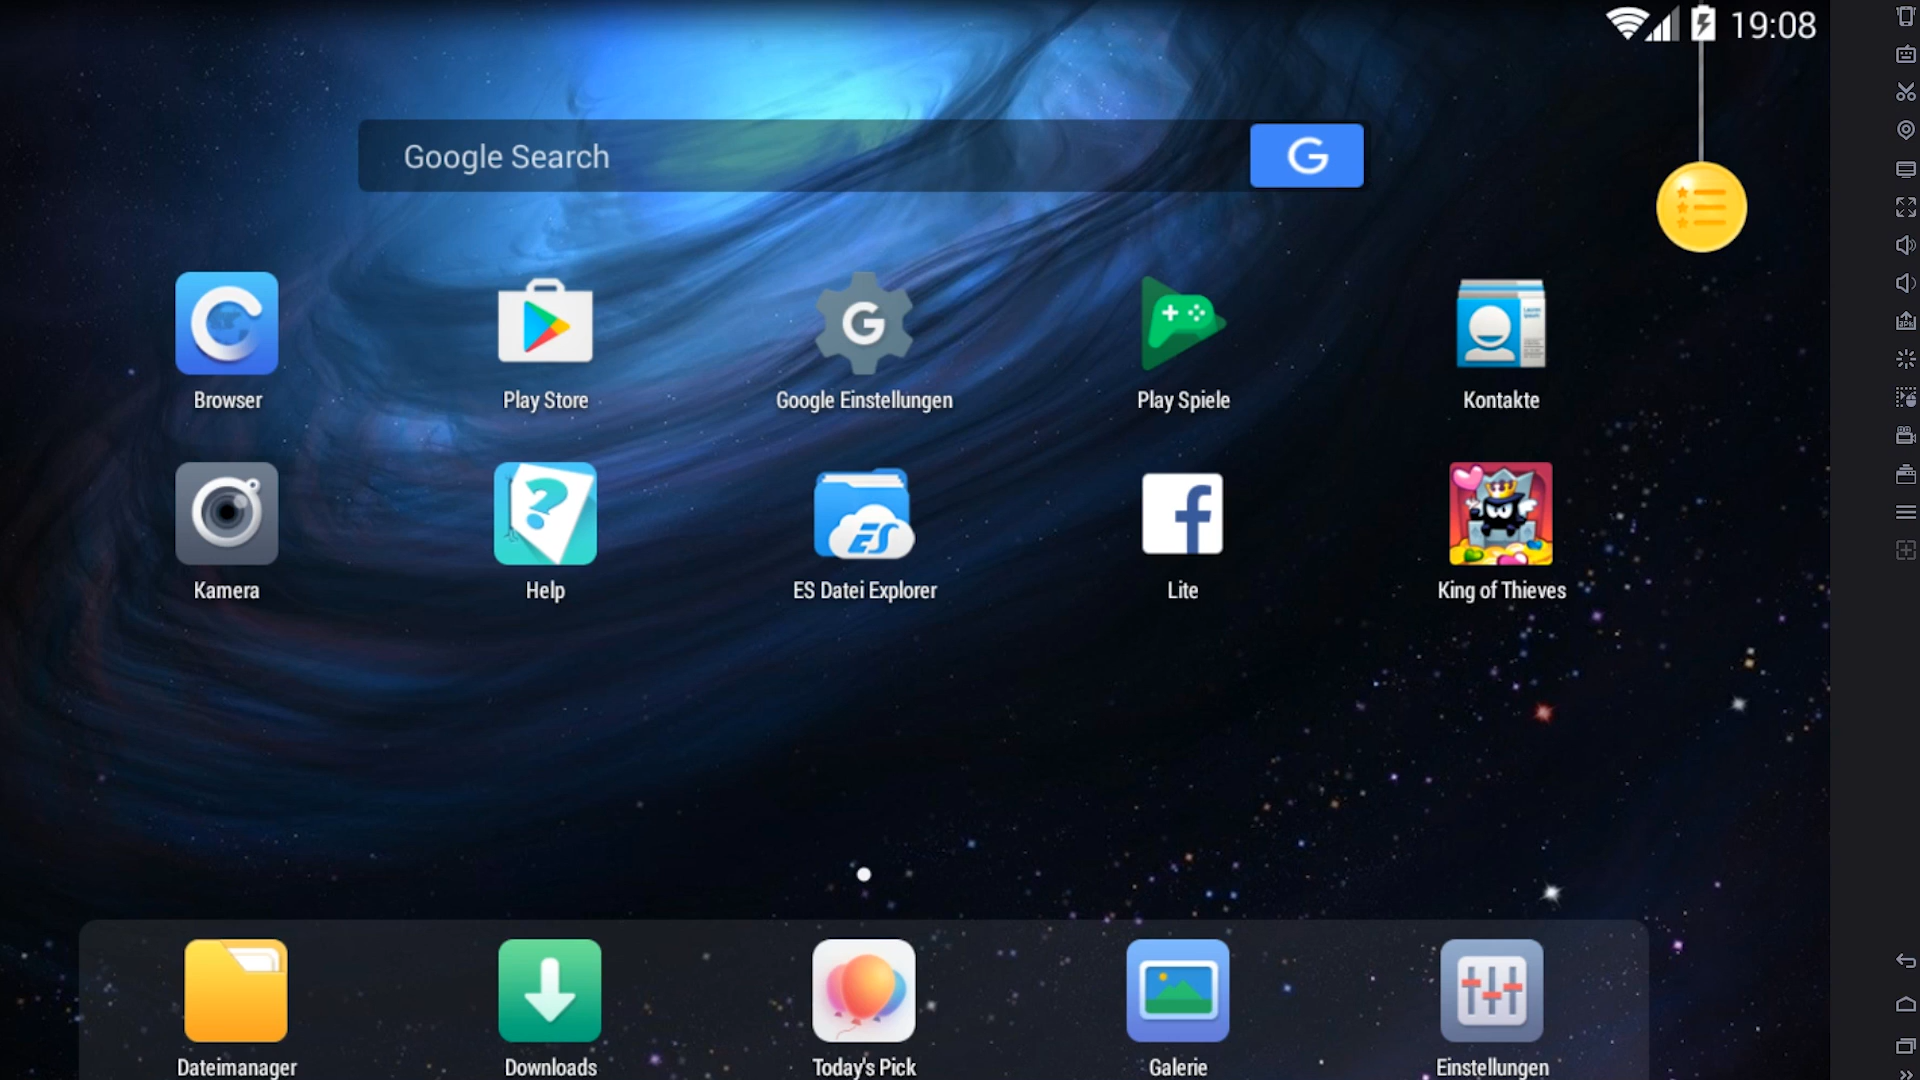 19:08
Google Search
Browser
Play Store
Google Einstellungen
Play Spiele
Kontakte
Kamera
Help
ES Datei Explorer
Lite
King of Thieves
Dateimanager
Downloads
Today's Pick
Galerie
Einstellungen